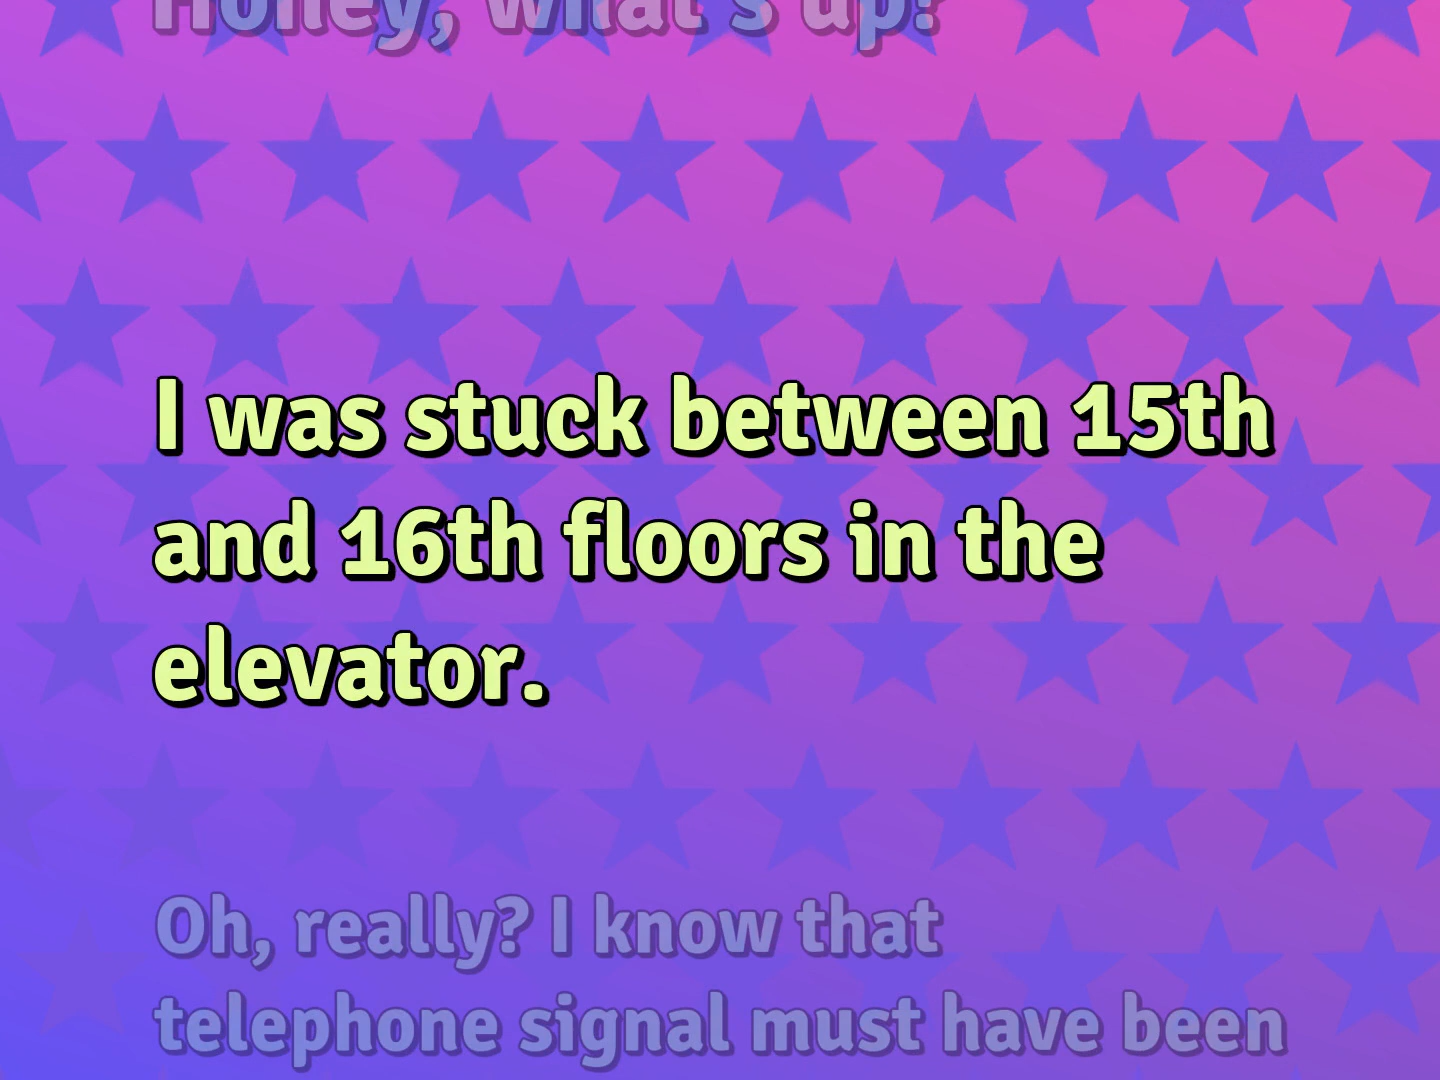 Honey, what's up?
I was stuck between 15th
and 16th floors in the
elevator.
Oh, really? I know that
telephone signal must have been